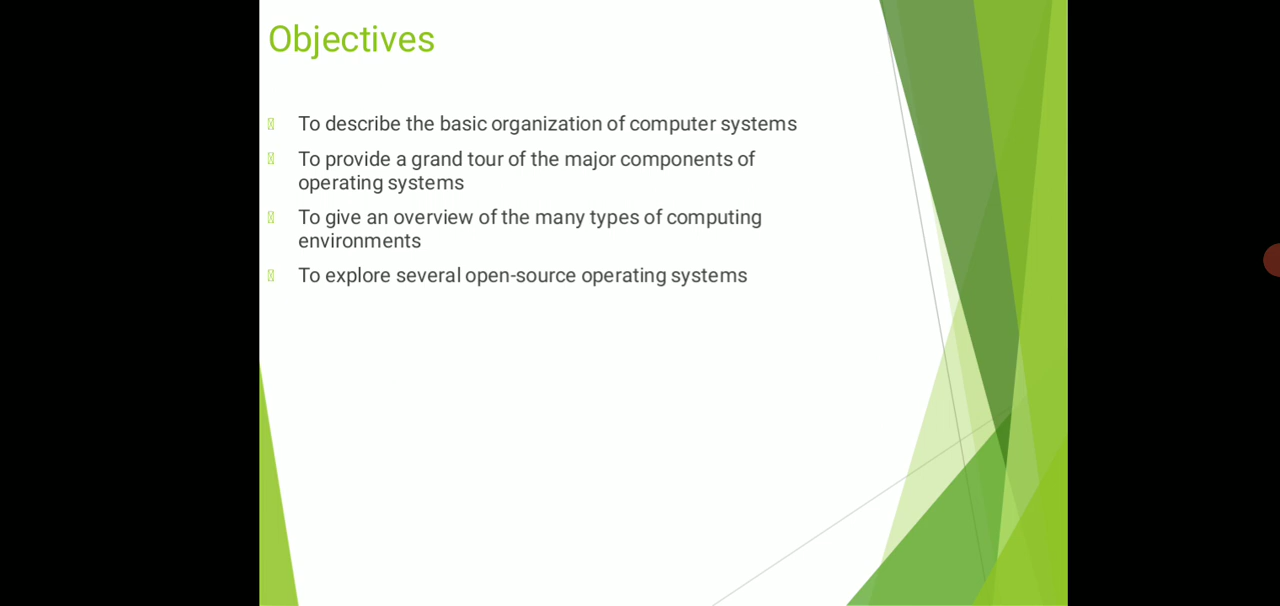 Objectives
To describe the basic organization of computer systems
To provide a grand tour of the major components of
operating systems
To give an overview of the many types of computing
environments
To explore several open-source operating systems